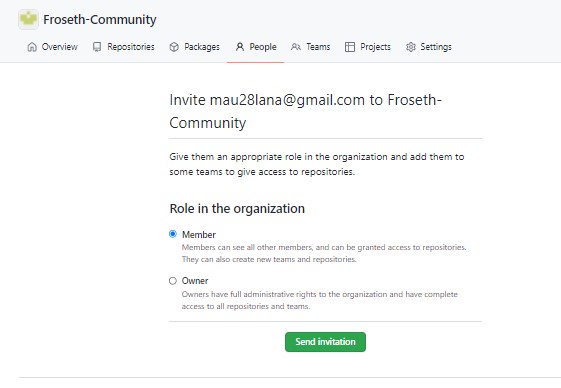 Froseth-Community
Overview Repositories Packages People Teams Projects Settings
Invite mau28lana@gmail.com to Froseth-
Community
Give them an appropriate role in the organization and add them to
some teams to give access to repositories.
Role in the organization
Member
Members can see all other members, and can be granted access to repositories.
They can also create new teams and repositories.
Owner
Owners have full administrative rights to the organization and have complete
access to all repositories and teams.
Send invitation